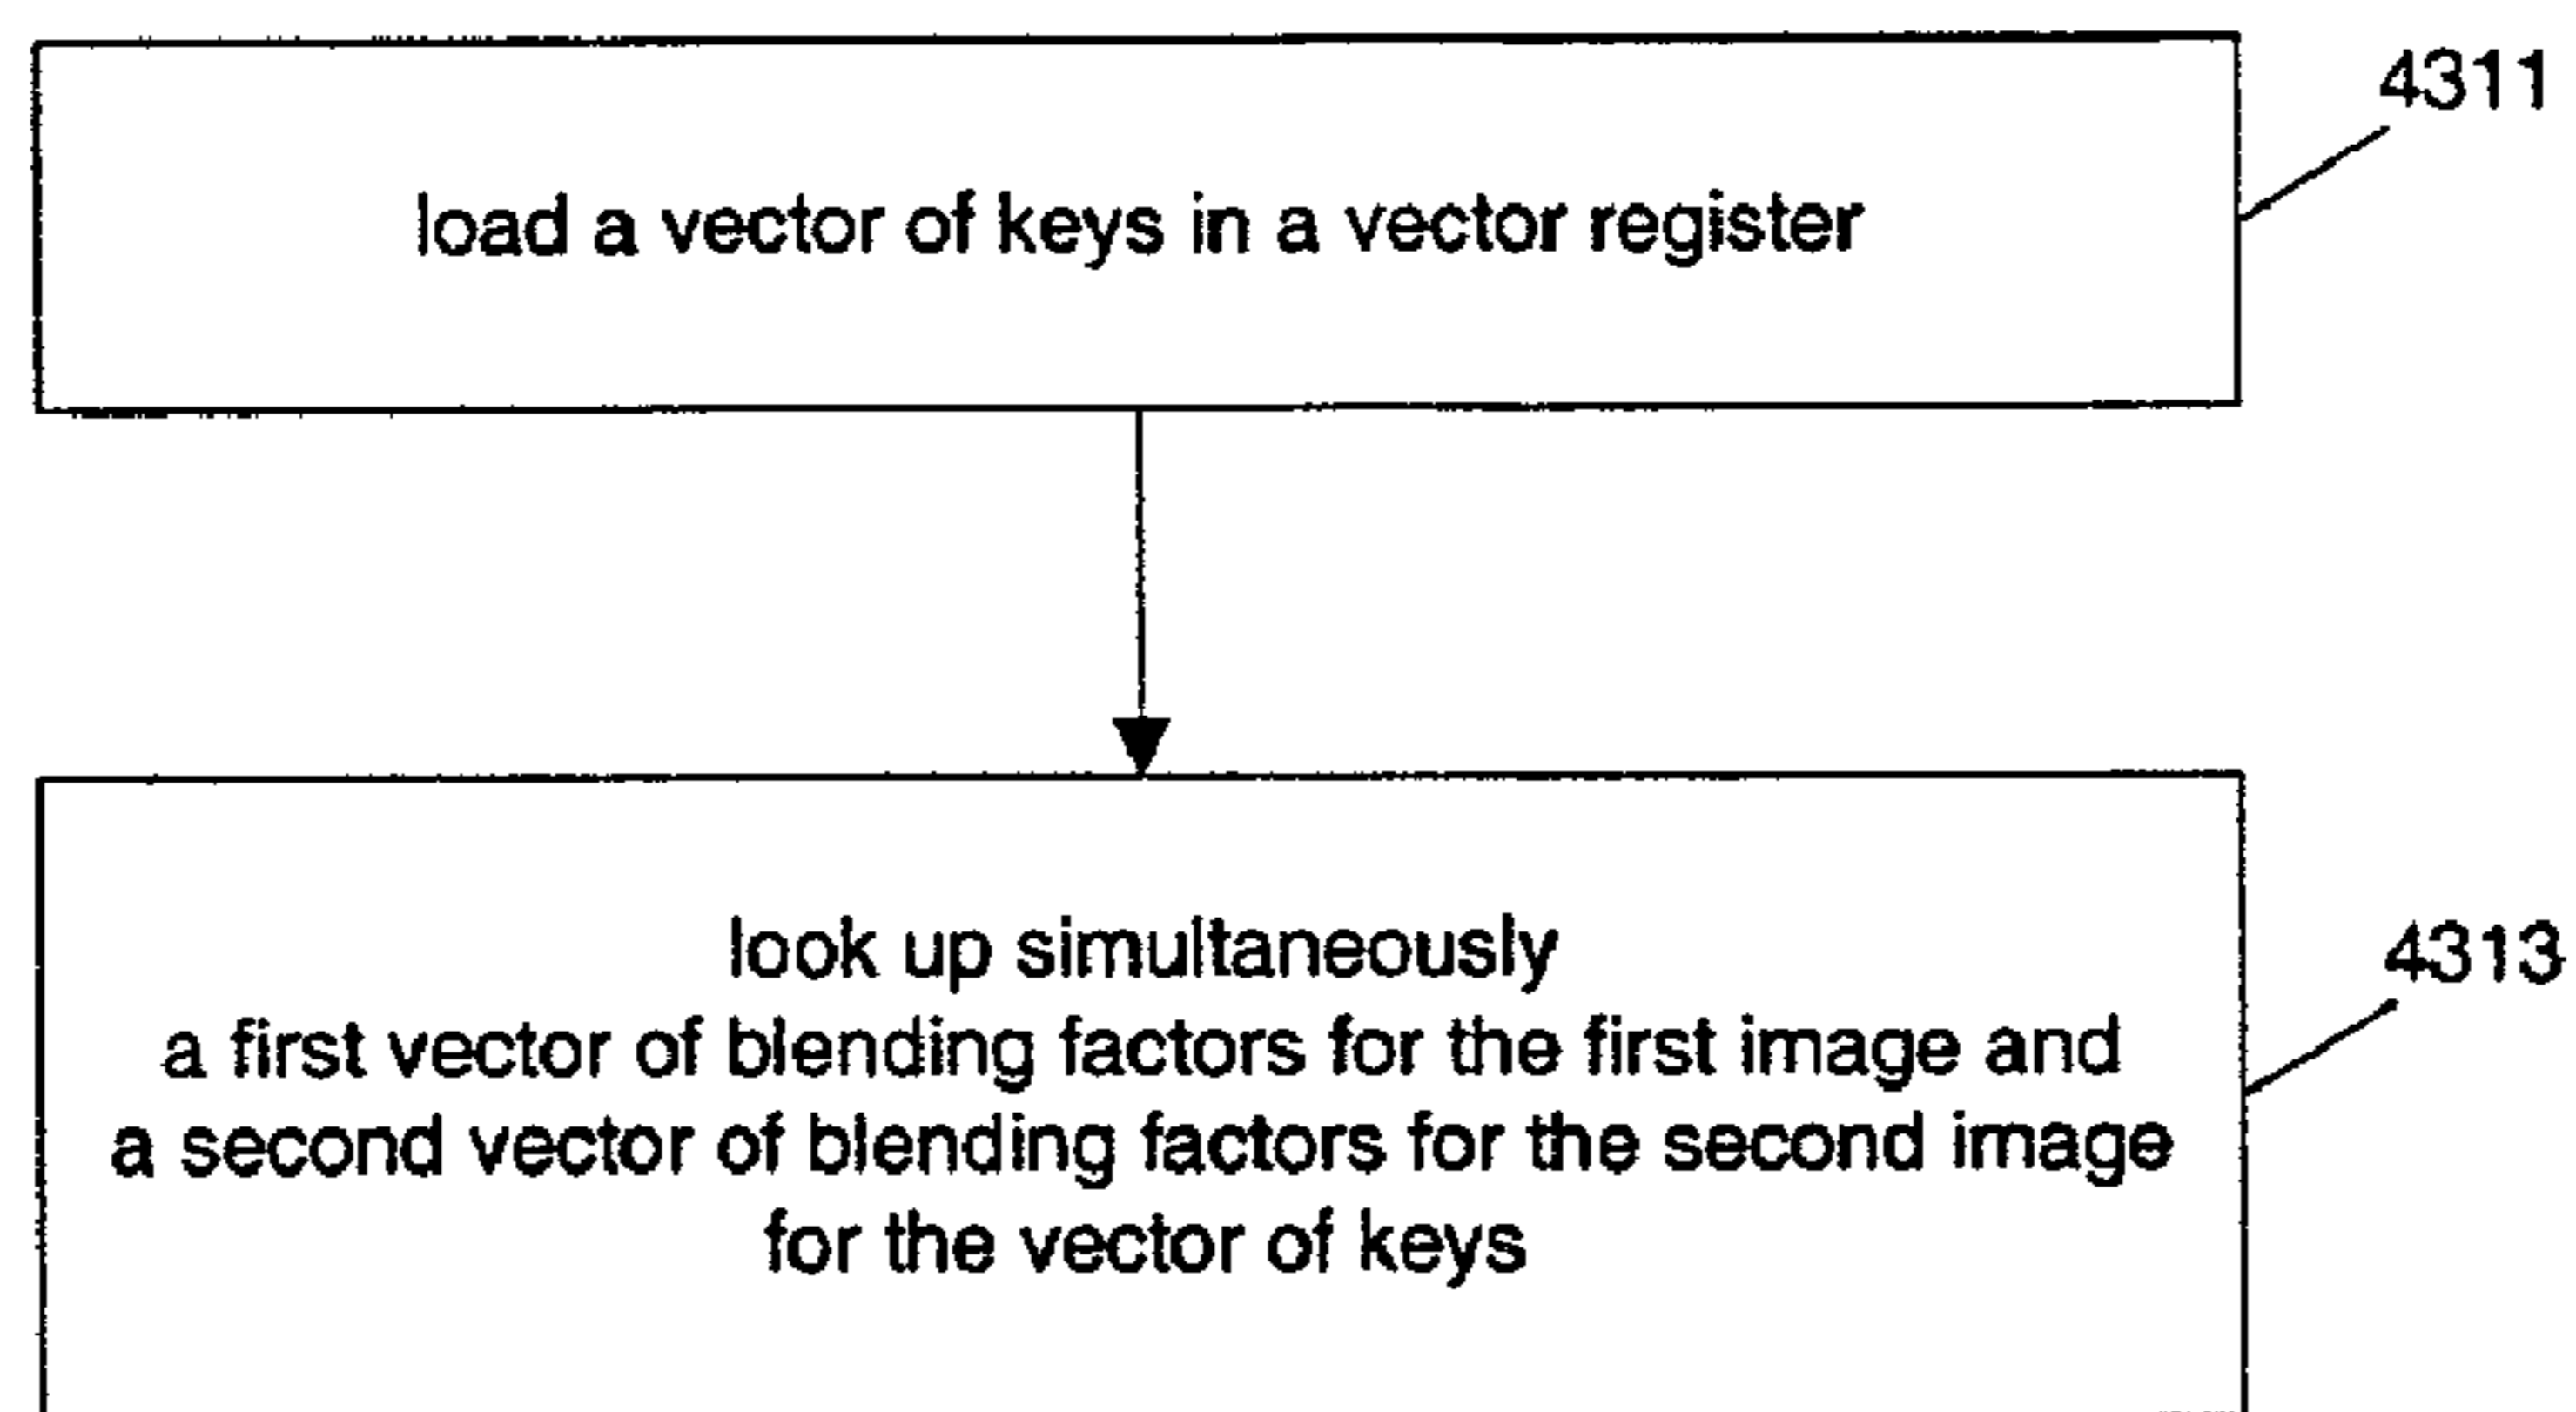 4311
load a vector of keys in a vector register
look up simultaneously
4313
a first vector of blending factors for the first image and
a second vector of blending factors for the second image
for the vector of keys